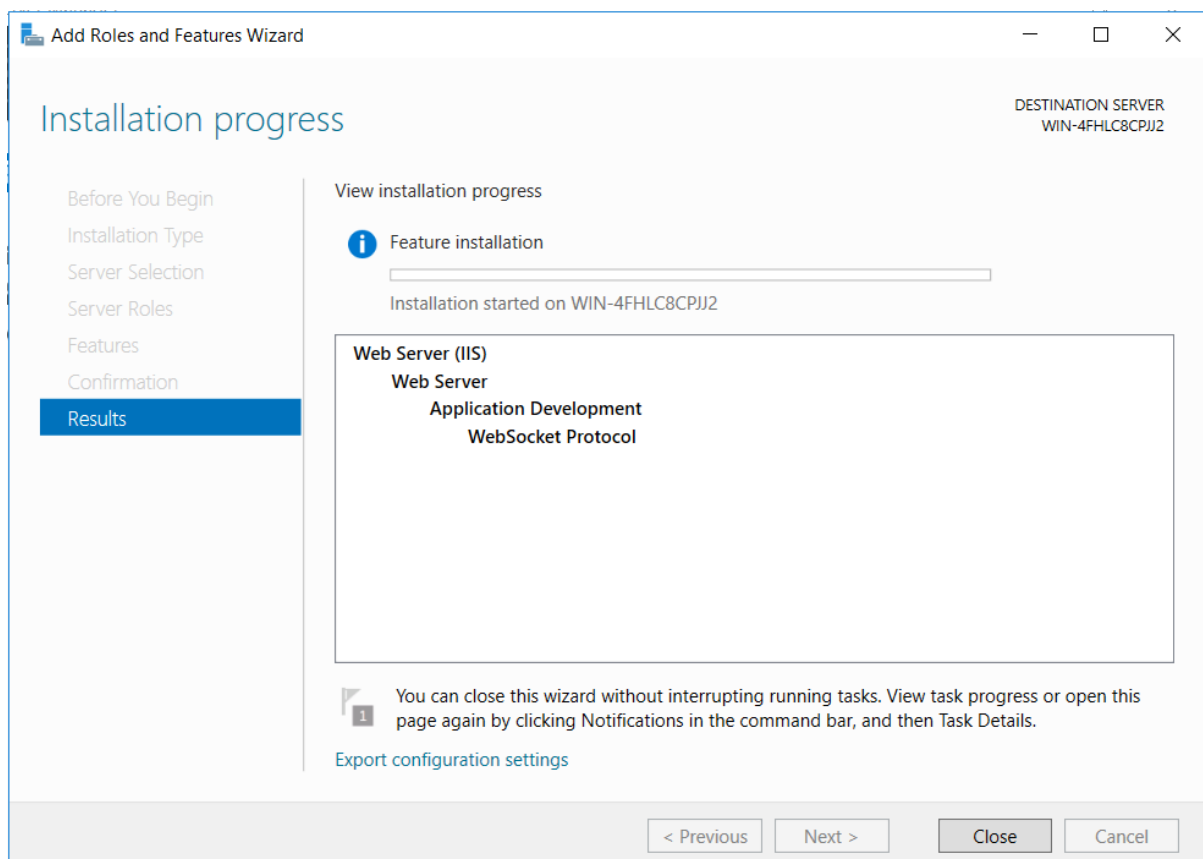 Add Roles and Features Wizard
Installation progress
DESTINATION SERVER
WIN-4FHLC8CPJJ2
Before You Begin
Installation Type
Server Selection
Server Roles
Features
Confirmation
Results
View installation progress
Feature installation
Installation started on WIN-4FHLC8CPJJ2
Web Server (IIS)
Web Server
Application Development
WebSocket Protocol
1
You can close this wizard without interrupting running tasks. View task progress or open this
page again by clicking Notifications in the command bar, and then Task Details.
Export configuration settings
< Previous
Next >
Close
Cancel